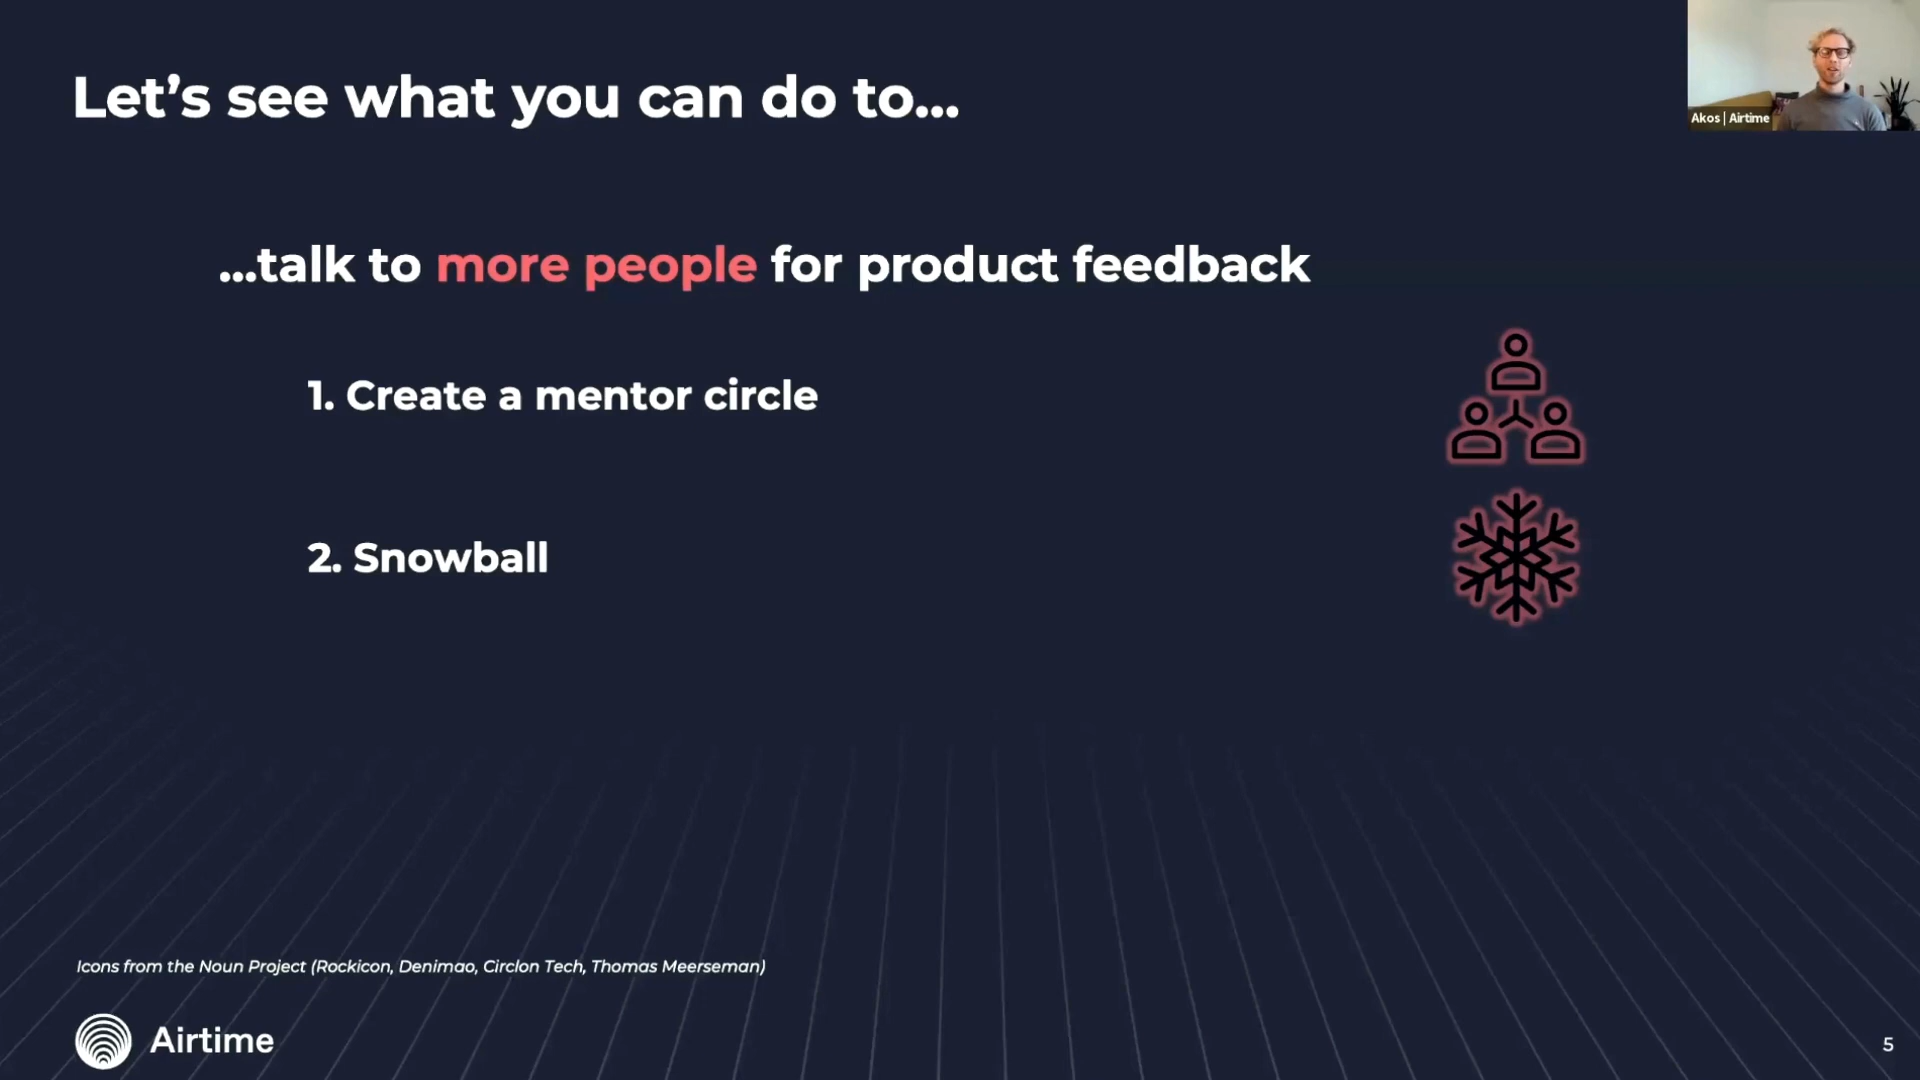 Let’s see what you can do to...
Akos | Airtime
...talk to more people for product feedback
1. Create a mentor circle
2. Snowball
Icons from the Noun Project (Rockicon, Denimao, Circlon Tech, Thomas Meerseman)
Airtime
5